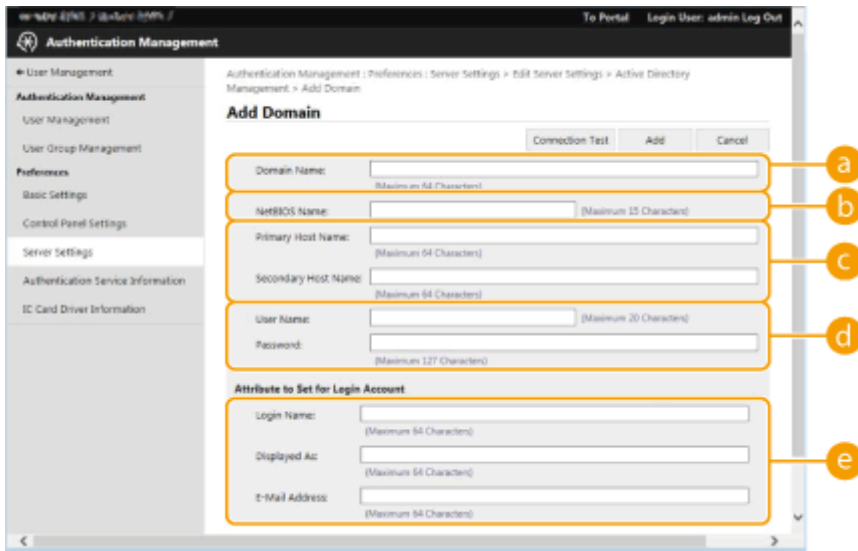 To Portal Login User: admin Log Out
Authentication Management
User Management
Authentication Management
User Management
User Group Management
Preferences
Basic Settings
Control Panel Settings
Server Settings
Authentication Service Information
IC Card Driver Information
Authentication Management : Preferences : Server Settings > Edit Server Settings > Active Directory
Management > Add Domain
Add Domain
Connection Test Add Cancel
Domain Name:
(Maximum 64 Characters)
a
NetBIOS Name: (Maximum 15 Characters)
b
Primary Host Name:
(Maximum 64 Characters)
c
Secondary Host Name:
(Maximum 64 Characters)
User Name: (Maximum 20 Characters)
d
Password:
(Maximum 127 Characters)
Attribute to Set for Login Account
Login Name:
(Maximum 64 Characters)
Displayed As:
(Maximum 64 Characters)
e
E-Mail Address:
(Maximum 64 Characters)